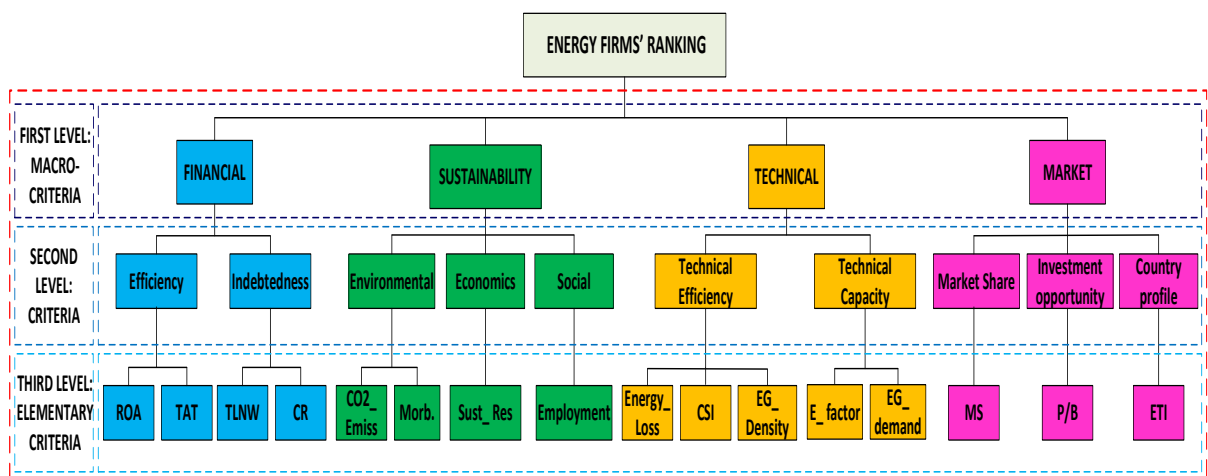 ENERGY FIRMS' RANKING
FIRST LEVEL:
MACRO-
CRITERIA
FINANCIAL
SUSTAINABILITY
TECHNICAL
MARKET
SECOND
LEVEL:
CRITERIA
Efficiency
Indebtedness
Environmental
Economics
Social
Technical
Efficiency
Technical
Capacity
Market Share
Investment
opportunity
Country
profile
THIRD LEVEL:
ELEMENTARY
CRITERIA
ROA
TAT
TLNW
CR
CO2_
Emiss
Morb.
Sust_Res
Employment
Energy_
Loss
CSI
EG_
Density
E_factor
EG_
demand
MS
P/B
ETI